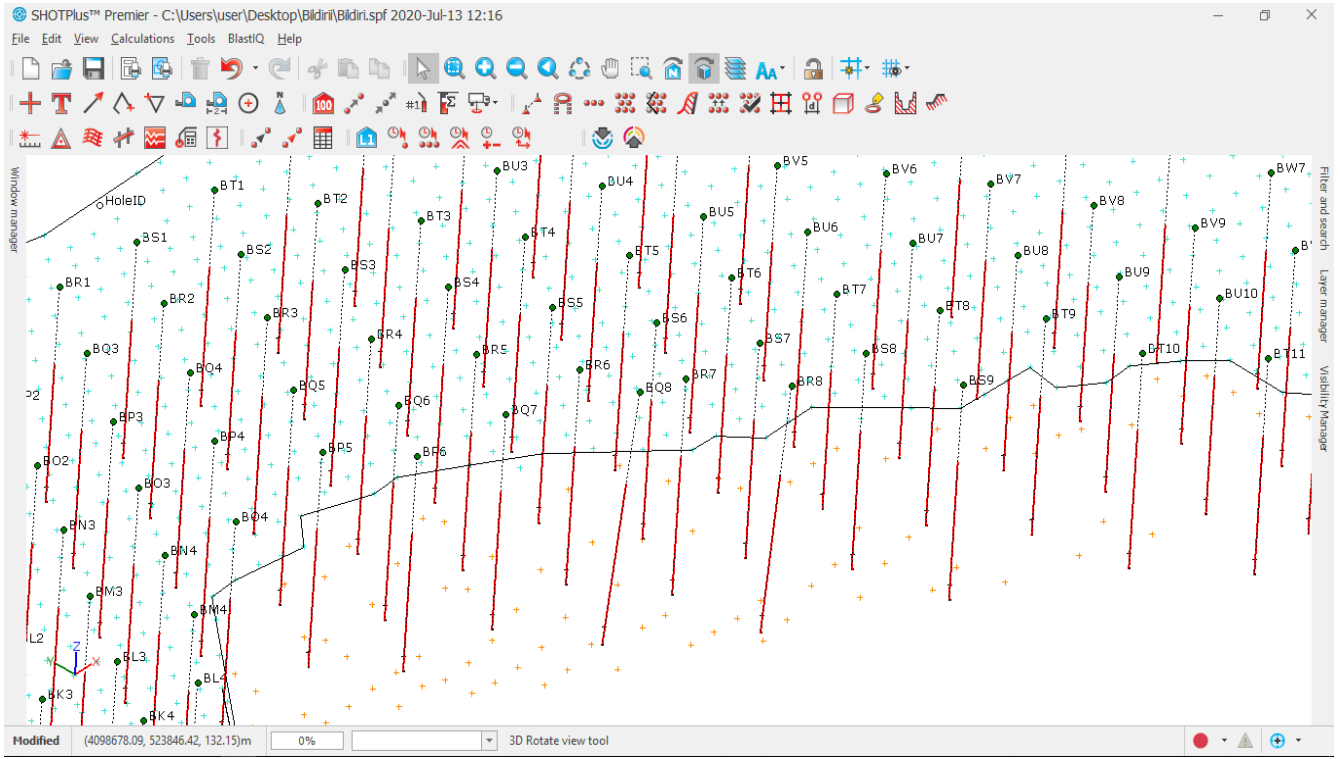 SHOTPlus™ Premier - C:\Users\user\Desktop\Bildirii\Bildiri.spf 2020-Jul-13 12:16
File Edit View Calculations Tools BlastIQ Help
Window manager
Filter and search
Layer manager
Visibility Manager
HoleID
BU3 BV5 BV6 BW7
BT1 BU4 BV7
BT2 BT3 BU5 BV8
BS1 BS2 BT4 BU6 BU7 BV9
BS3 BT5 BU8
BR1 BS4 BT6 BU9
BR2 BS5 BT7 BU10
BR3 BS6 BT8 BT9
BR4 BS7
BQ3 BR5 BS8 BT10 BT11
BQ4 BR6 BR7 BS9
P2 BQ5 BQ8 BR8
BP3 BQ6 BQ7
BP4 BP5 BP6
BO2
BO3
BN3 BO4
BN4
BM3
BM4
L2
BL3
BL4
BK3
BK4
Z
Y X
Modified (4098678.09, 523846.42, 132.15)m 0% 3D Rotate view tool